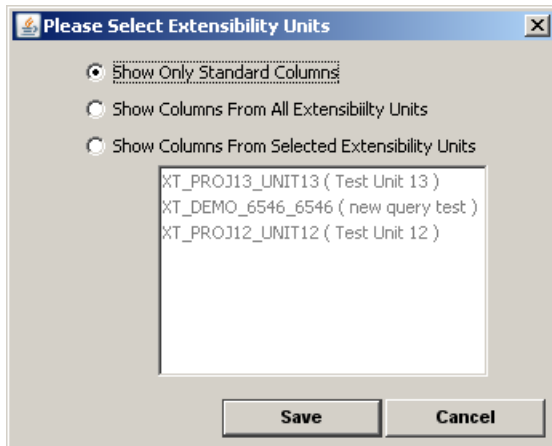 Please Select Extensibility Units
Show Only Standard Columns
Show Columns From All Extensibiilty Units
Show Columns From Selected Extensibility Units
XT_PROJ13_UNIT13 ( Test Unit 13 )
XT_DEMO_6546_6546 ( new query test )
XT_PROJ12_UNIT12 ( Test Unit 12 )
Save Cancel